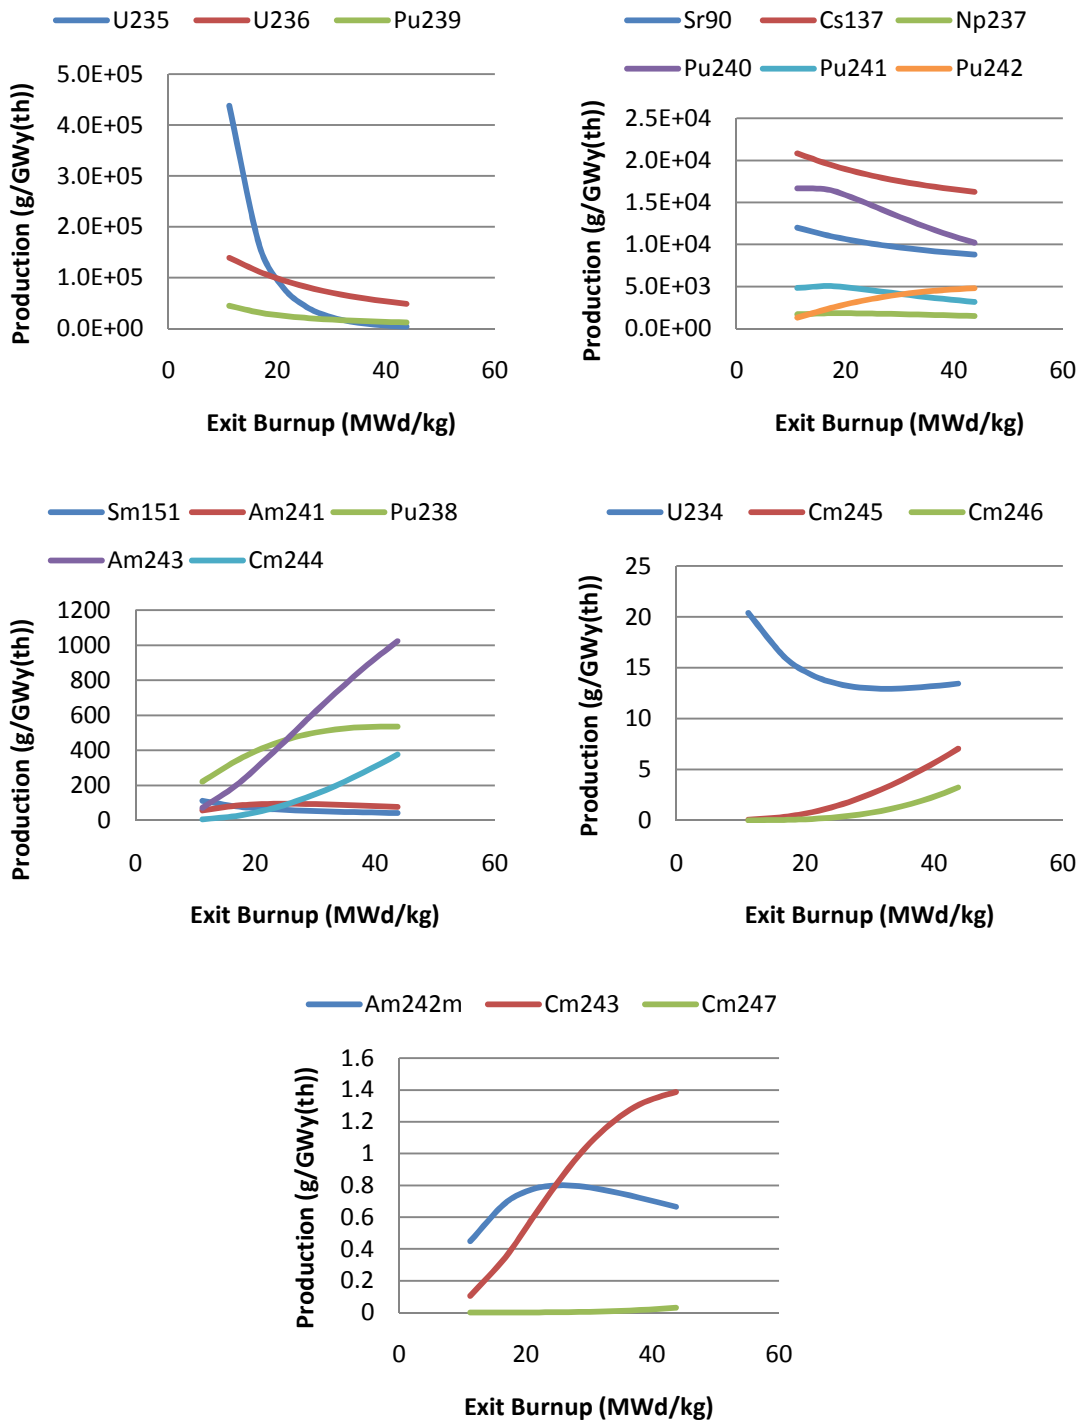 U235 U236 Pu239
5.0E+05
4.0E+05
3.0E+05
2.0E+05
1.0E+05
0.0E+00
0 20 40 60
Production (g/GWy(th))
Exit Burnup (MWd/kg)
Sr90 Cs137 Np237
Pu240 Pu241 Pu242
2.5E+04
2.0E+04
1.5E+04
1.0E+04
5.0E+03
0.0E+00
0 20 40 60
Production (g/GWy(th))
Exit Burnup (MWd/kg)
Sm151 Am241 Pu238
Am243 Cm244
1200
1000
800
600
400
200
0
0 20 40 60
Production (g/GWy(th))
Exit Burnup (MWd/kg)
U234 Cm245 Cm246
25
20
15
10
5
0
0 20 40 60
Production (g/GWy(th))
Exit Burnup (MWd/kg)
Am242m Cm243 Cm247
1.6
1.4
1.2
1
0.8
0.6
0.4
0.2
0
0 20 40 60
Production (g/GWy(th))
Exit Burnup (MWd/kg)